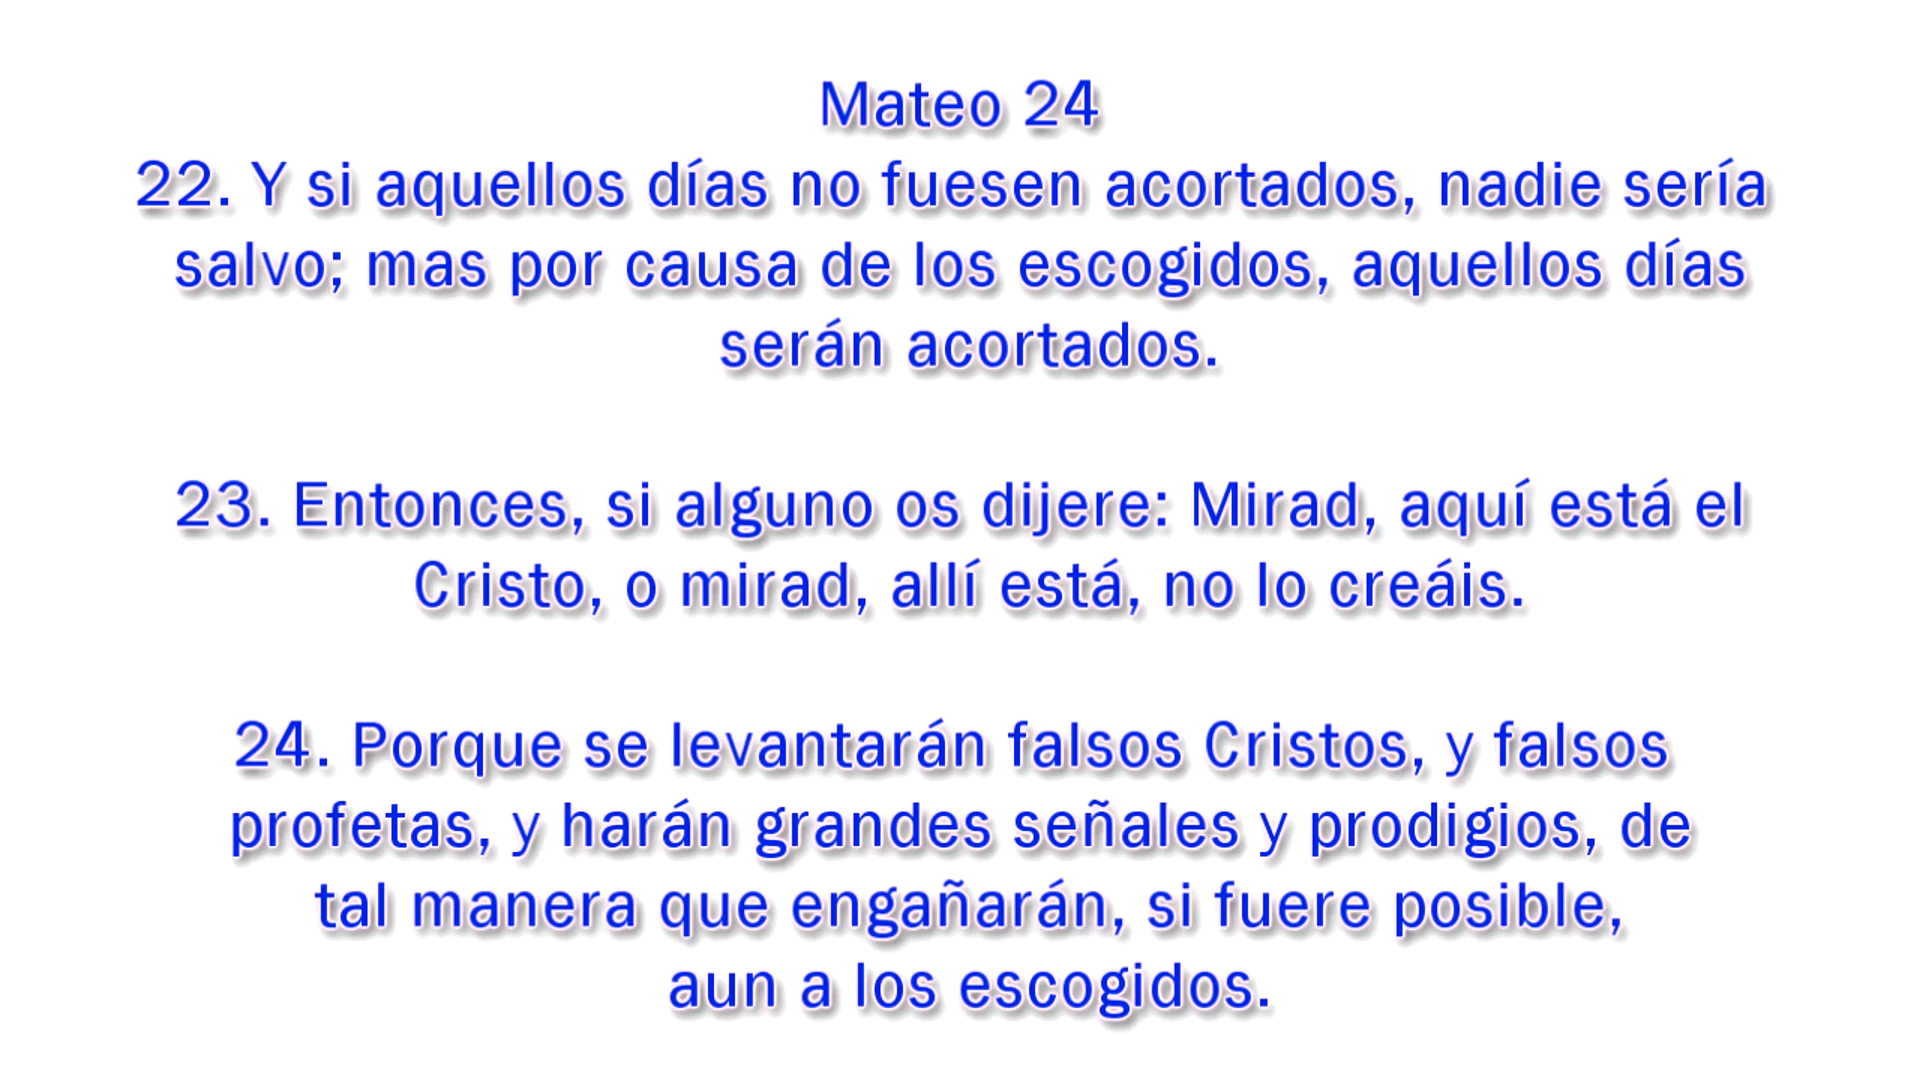 Mateo 24
22. Y si aquellos días no fuesen acortados, nadie sería
salvo; mas por causa de los escogidos, aquellos días
serán acortados.
23. Entonces, si alguno os dijere: Mirad, aquí está el
Cristo, o mirad, allí está, no lo creáis.
24. Porque se levantarán falsos Cristos, y falsos
profetas, y harán grandes señales y prodigios, de
tal manera que engañarán, si fuere posible,
aun a los escogidos.